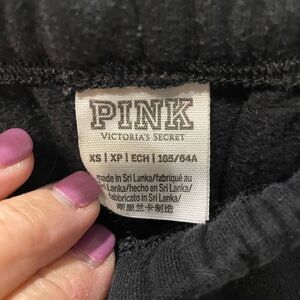 PINK
VICTORIA'S SECRET
XS | XP | ECH | 165/64A
made in Sri Lanka/fabriqué au
Sri Lanka/hecho en Sri Lanka/
fabbricato in Sri Lanka/
斯里兰卡制造